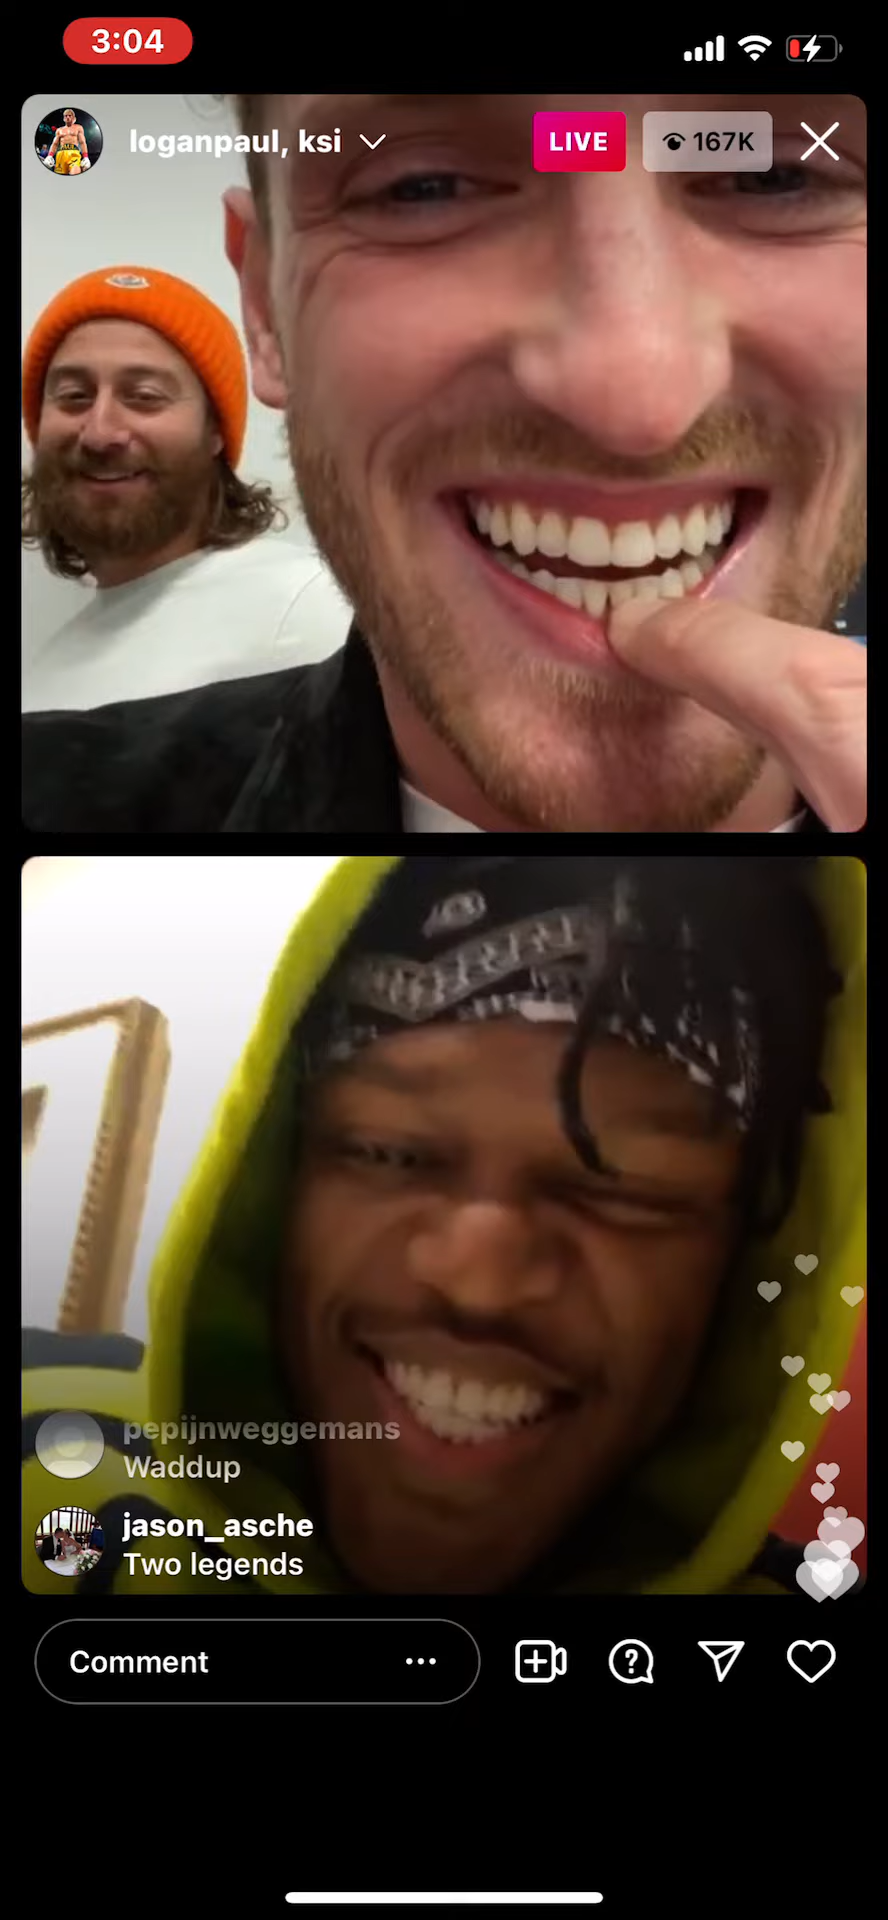 3:04
loganpaul, ksi
LIVE
167K
pepijnweggemans
Waddup
jason_asche
Two legends
Comment